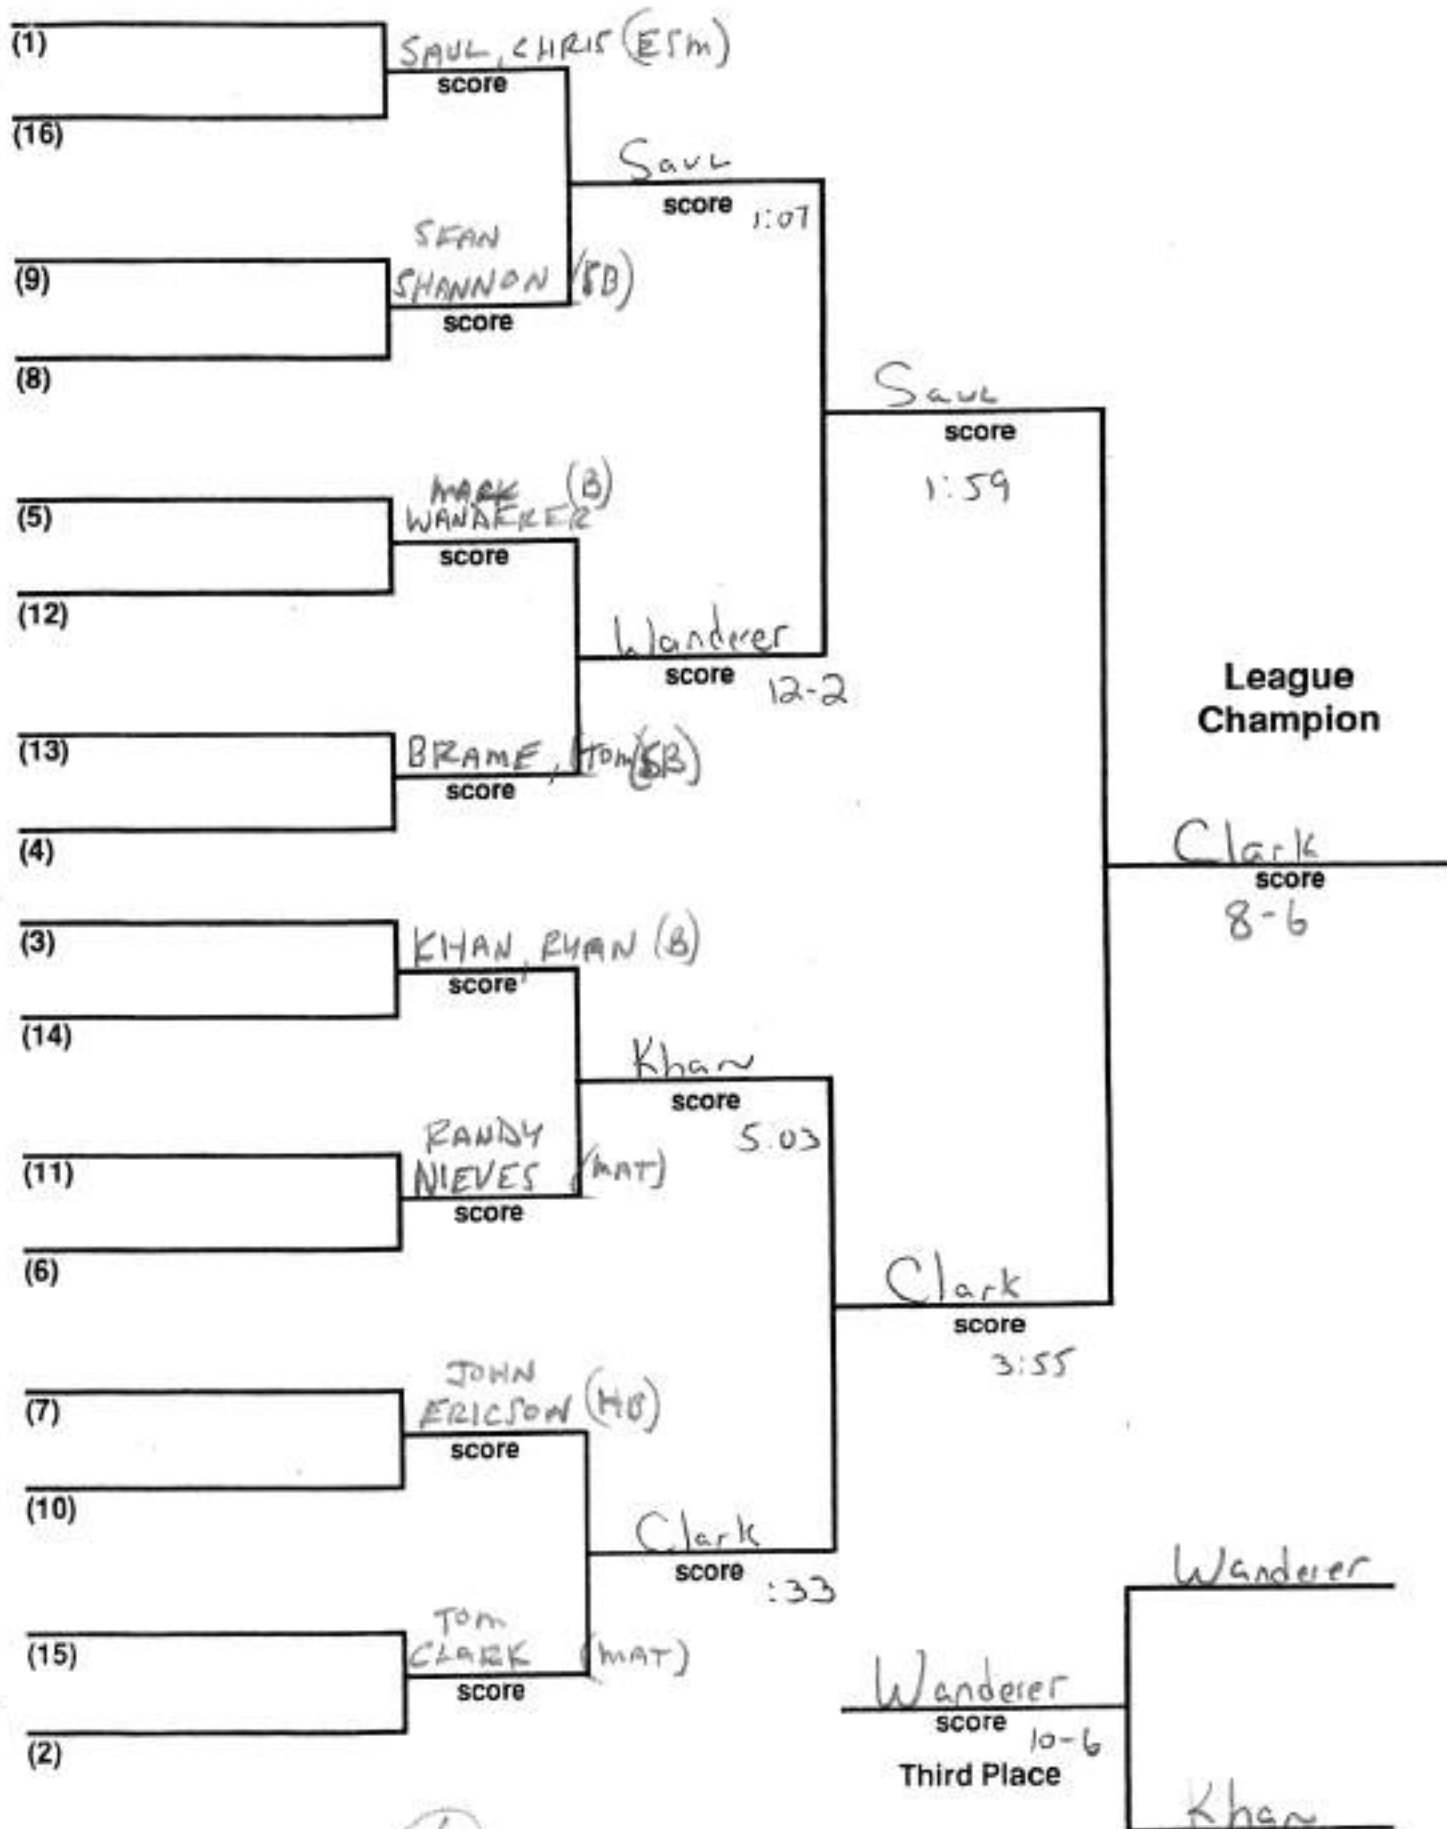 (1)
SAUL, CHRIS (ESM)
score
(16)
Saul
score 1:07
(9)
SEAN
SHANNON (SB)
score
(8)
Saul
score
1:59
(5)
MARK (B)
WANDERER
score
(12)
Wanderer
score 12-2
(13)
BRAME, TOM (SB)
score
(4)
League
Champion
Clark
score
8-6
(3)
KHAN, RYAN (B)
score
(14)
Khan
score
5:03
(11)
RANDY
NIEVES (MAT)
score
(6)
Clark
score
3:55
(7)
JOHN
ERICSON (HB)
score
(10)
Clark
score :33
(15)
TOM
CLARK (MAT)
score
(2)
Wanderer
Wanderer
score 10-6
Third Place
Khan